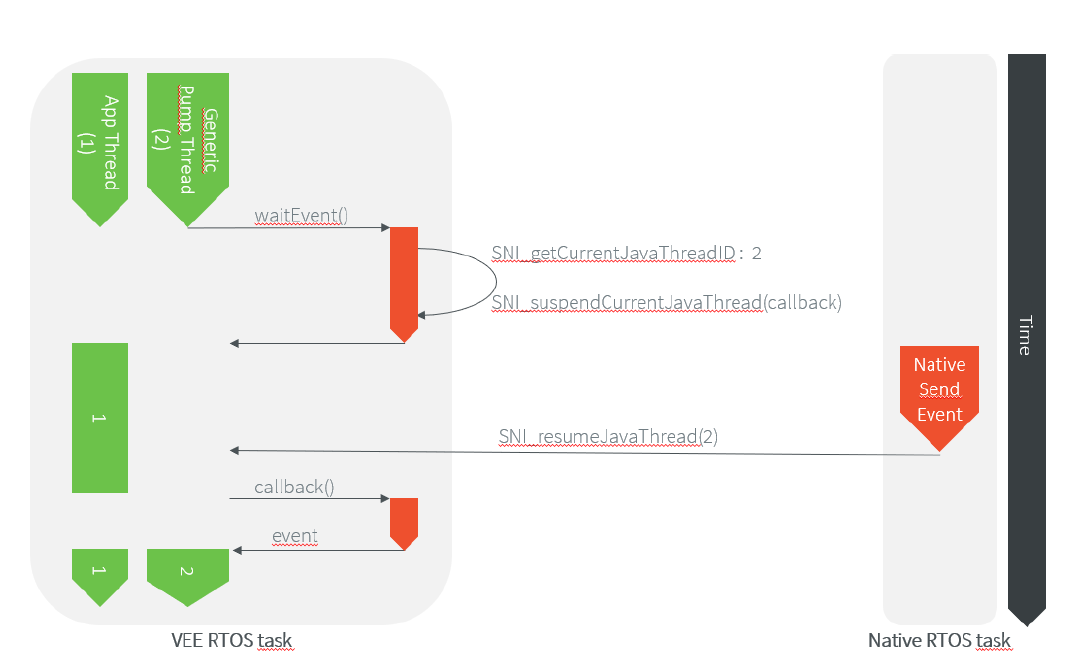 App Thread
(1)
Generic
Pump Thread
(2)
waitEvent()
SNI_getCurrentJavaThreadID : 2
SNI_suspendCurrentJavaThread(callback)
Time
1
Native
Send
Event
SNI_resumeJavaThread(2)
callback()
event
1
2
VEE RTOS task
Native RTOS task